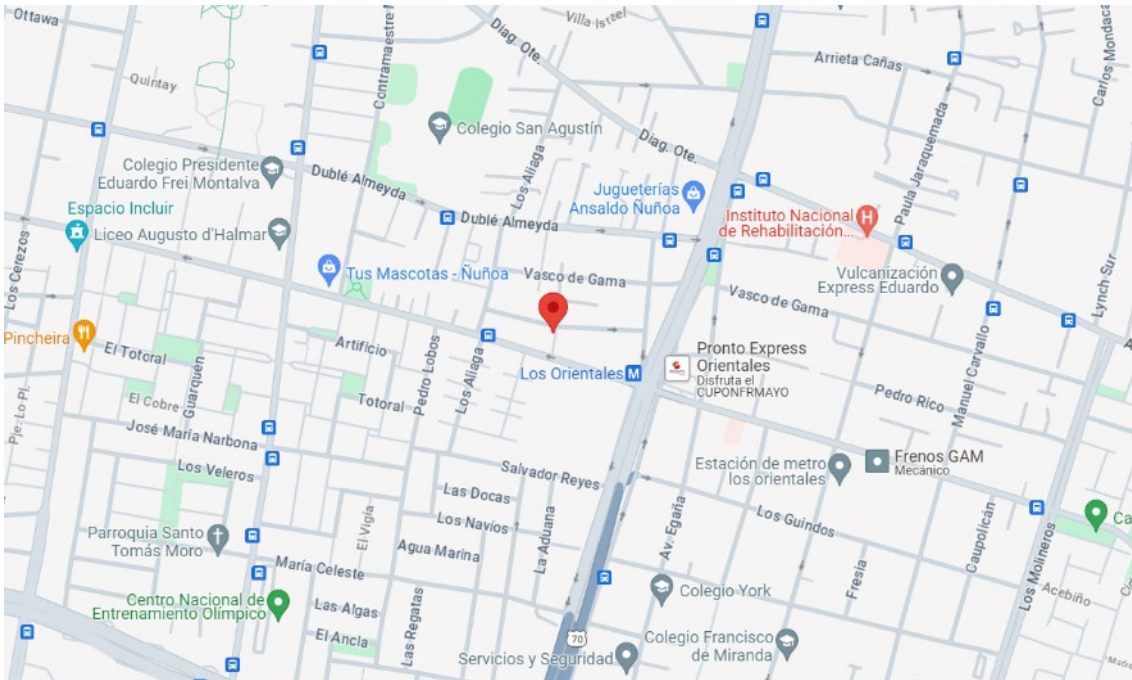 Ottawa
Villa Israel
Diag. Ote.
Arrieta Cañas
Carlos Mondaca
Contramaestre M
Quintay
Colegio San Agustín
Diag. Ote.
Paula Jaraquemada
Colegio Presidente
Eduardo Frei Montalva
Dublé Almeyda
Los Aliaga
Jugueterías
Ansaldo Ñuñoa
Espacio Incluir
Dublé Almeyda
Instituto Nacional
de Rehabilitación...
Liceo Augusto d'Halmar
Los Cerezos
Tus Mascotas - Ñuñoa
Vasco de Gama
Vulcanización
Express Eduardo
Lynch Sur
Vasco de Gama
Pincheira
El Totoral
Artificio
Guarquen
Pedro Lobos
Los Aliaga
Los Orientales
M
Pronto Express
Orientales
Disfruta el
CUPONFRMAYO
Manuel Carvallo
Pedro Rico
El Cobre
Totoral
Pje. Lo Pl.
José María Narbona
Los Veleros
Salvador Reyes
Estación de metro
los orientales
Frenos GAM
Mecánico
Las Docas
Los Navíos
Los Guindos
Ca
El Vigía
Agua Marina
La Aduana
Av. Egaña
Caupolicán
Parroquia Santo
Tomás Moro
María Celeste
Fresia
Los Molineros
Acebiño
Centro Nacional de
Entrenamiento Olímpico
Las Algas
Las Regatas
Colegio York
El Ancla
70
Servicios y Seguridad
Colegio Francisco
de Miranda